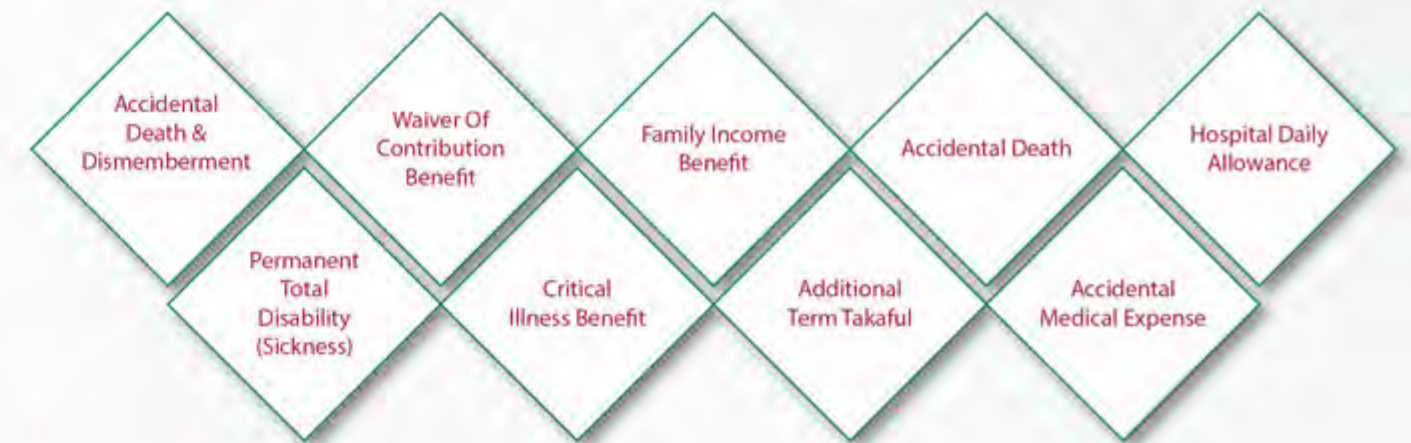 Accidental
Death &
Dismemberment
Waiver Of
Contribution
Benefit
Family Income
Benefit
Accidental Death
Hospital Daily
Allowance
Permanent
Total
Disability
(Sickness)
Critical
Illness Benefit
Additional
Term Takaful
Accidental
Medical Expense